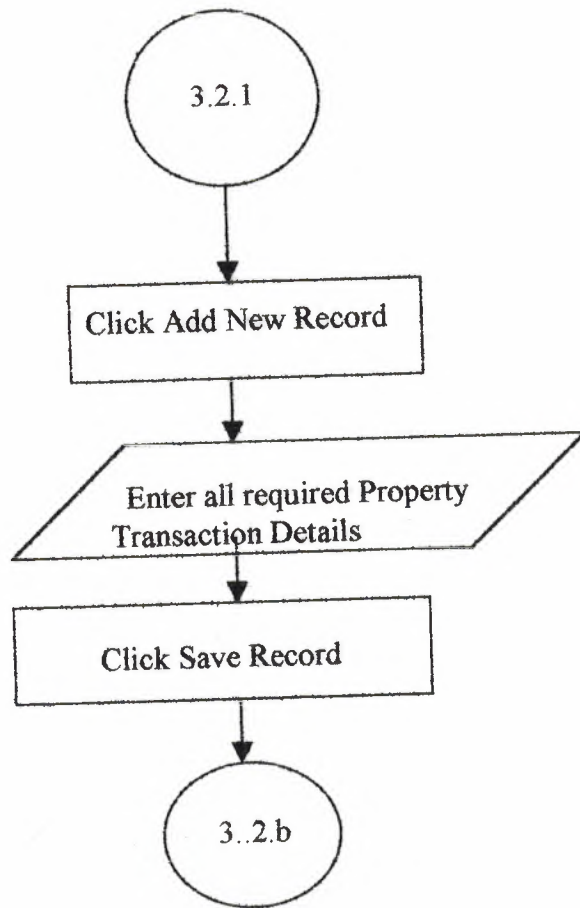 3.2.1
Click Add New Record
Enter all required Property
Transaction Details
Click Save Record
3..2.b